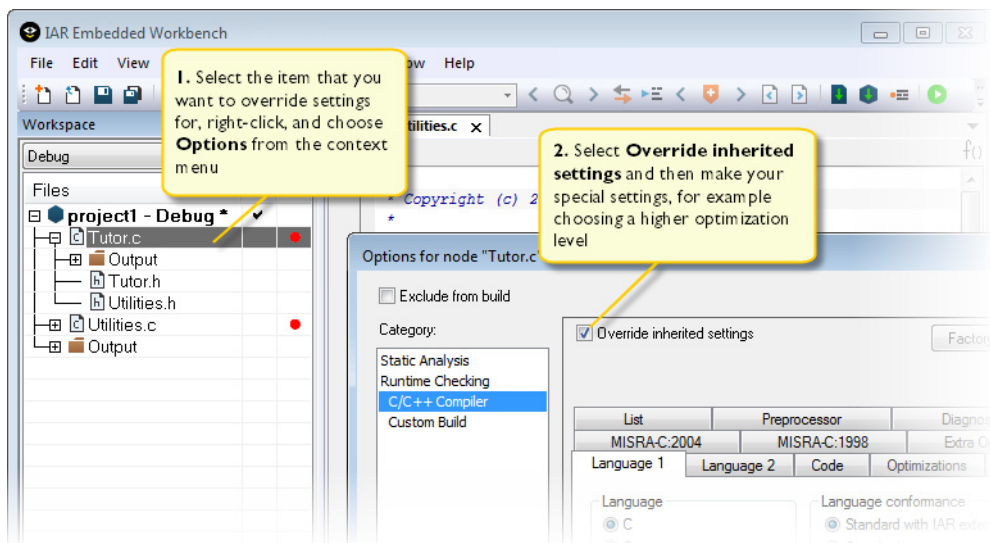 IAR Embedded Workbench
File Edit View
Help
1. Select the item that you
want to override settings
for, right-click, and choose
Options from the context
menu
Workspace
Debug
Files
project1 - Debug *
Tutor.c
Output
Tutor.h
Utilities.h
Utilities.c
Output
2. Select Override inherited
settings and then make your
special settings, for example
choosing a higher optimization
level
* Copyright (c) 2
*
Options for node "Tutor.c"
Exclude from build
Category:
Static Analysis
Runtime Checking
C/C++ Compiler
Custom Build
Override inherited settings
Factor
List Preprocessor Diagnos
MISRA-C:2004 MISRA-C:1998 Extra O
Language 1 Language 2 Code Optimizations
Language
C
Language conformance
Standard with IAR exte